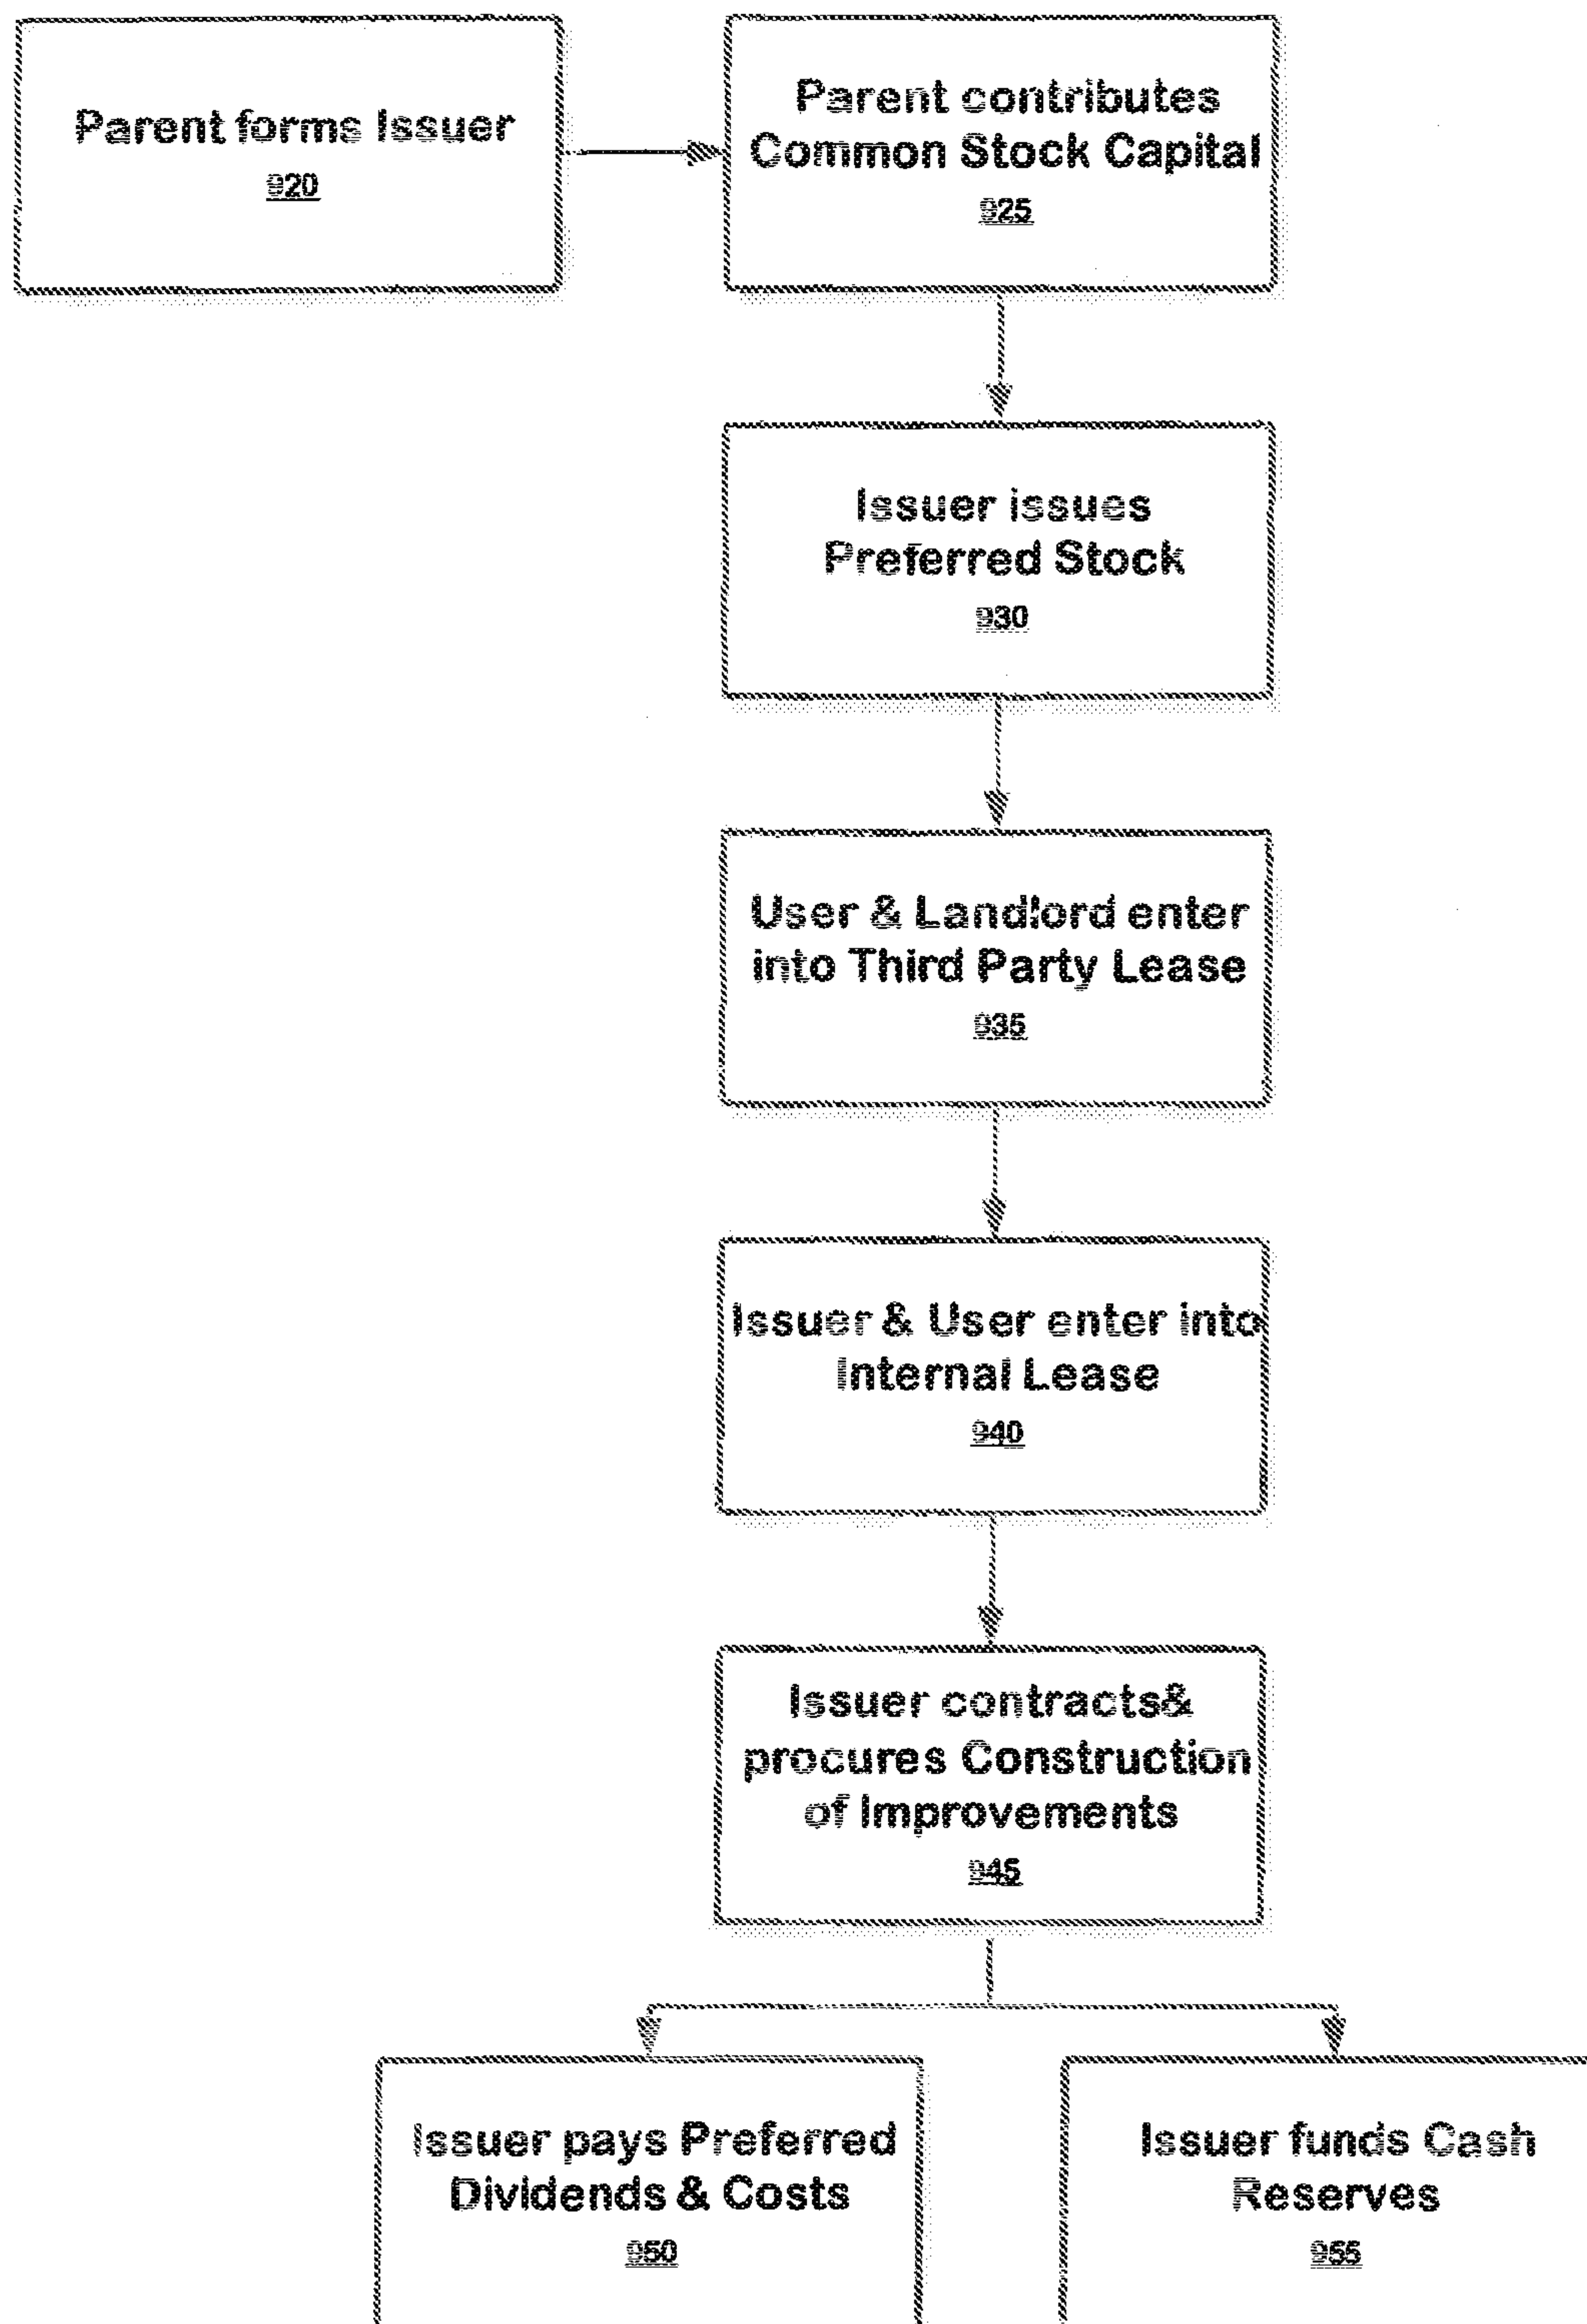 Parent forms Issuer
920
Parent contributes
Common Stock Capital
925
Issuer issues
Preferred Stock
930
User & Landlord enter
into Third Party Lease
935
Issuer & User enter into
Internal Lease
940
Issuer contracts&
procures Construction
of Improvements
945
Issuer pays Preferred
Dividends & Costs
950
Issuer funds Cash
Reserves
955